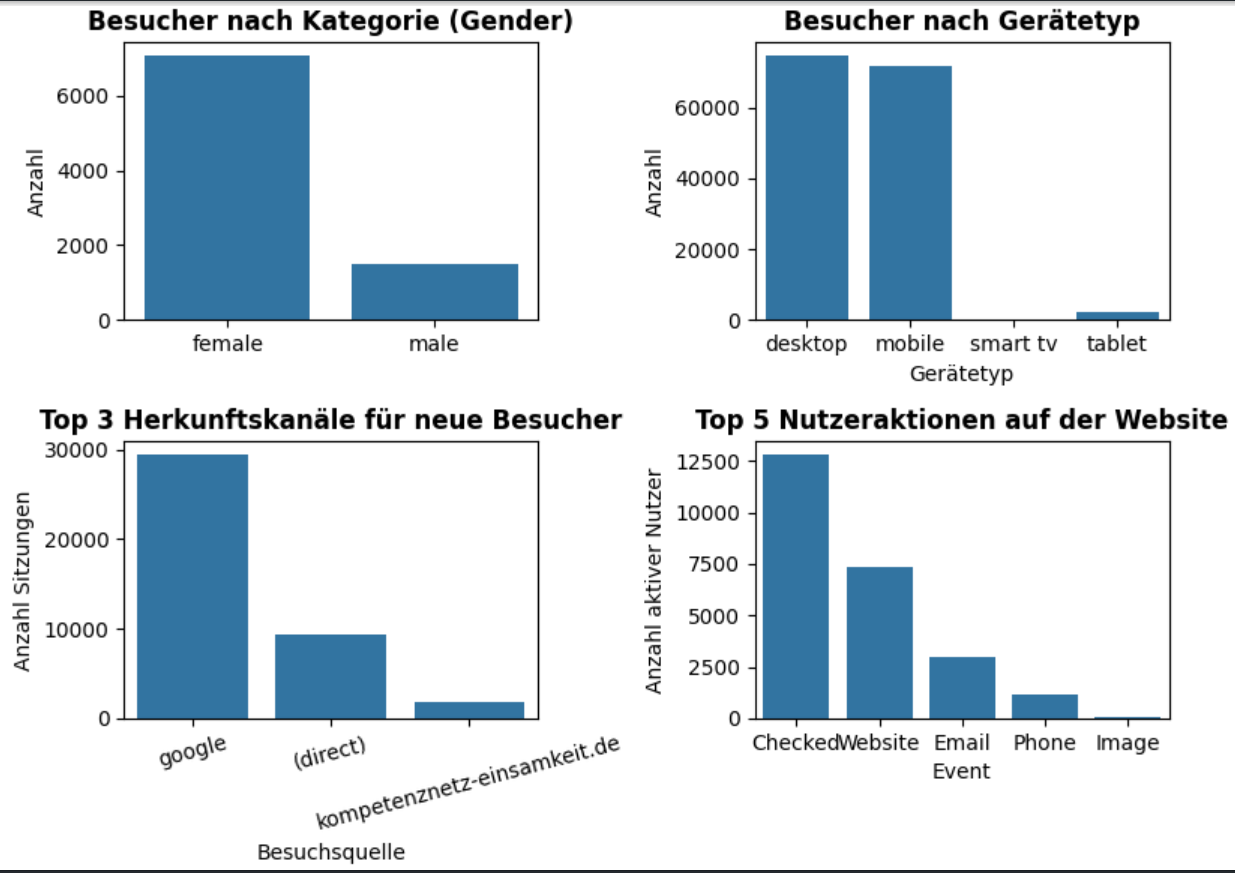 Besucher nach Kategorie (Gender)
Anzahl
6000
4000
2000
0
female male
Besucher nach Gerätetyp
Anzahl
60000
40000
20000
0
desktop mobile smart tv tablet
Gerätetyp
Top 3 Herkunftskanäle für neue Besucher
Anzahl Sitzungen
30000
20000
10000
0
google
(direct)
kompetenznetz-einsamkeit.de
Besuchsquelle
Top 5 Nutzeraktionen auf der Website
Anzahl aktiver Nutzer
12500
10000
7500
5000
2500
0
Checked Website Email Phone Image
Event